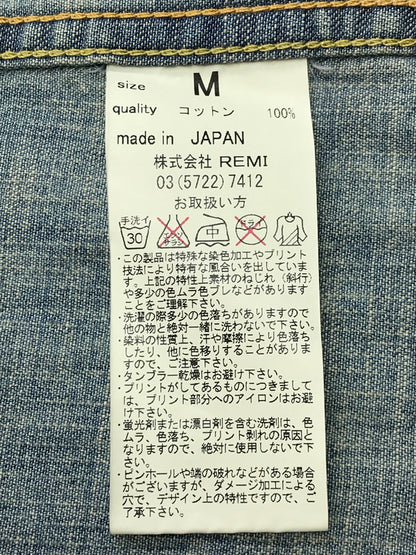 size M
quality コットン 100%
made in JAPAN
株式会社 REMI
03(5722)7412
お取扱い方
手洗イ 30 エンソサラシ 中 ドライ
・この製品は特殊な染色加工やプリント
技法により特有な風合いを出しています
。上記の特性上素材のねじれ(斜行)
や多少の色ムラ色ブレなどがあります
ことをご理解下さい。
・洗濯の際多少の色落ちがありますので
他の物と絶対一緒に洗わないで下さい。
・染料の性質上、汗や摩擦により色落ち
したり、他に色移りすることがありま
すので、ご注意下さい。
・タンブラー乾燥はお避け下さい。
・プリントがしてあるものにつきまして
は、プリント部分へのアイロンはお避け
下さい。
・蛍光剤または漂白剤を含む洗剤は、色
ムラ、色落ち、プリント剥れの原因と
なりますので、絶対に使用しないで下
さい。
・ピンホールや端の破れなどがある場合
がございますが、ダメージ加工による
穴で、デザイン上の特性ですので、ご
了承下さい。